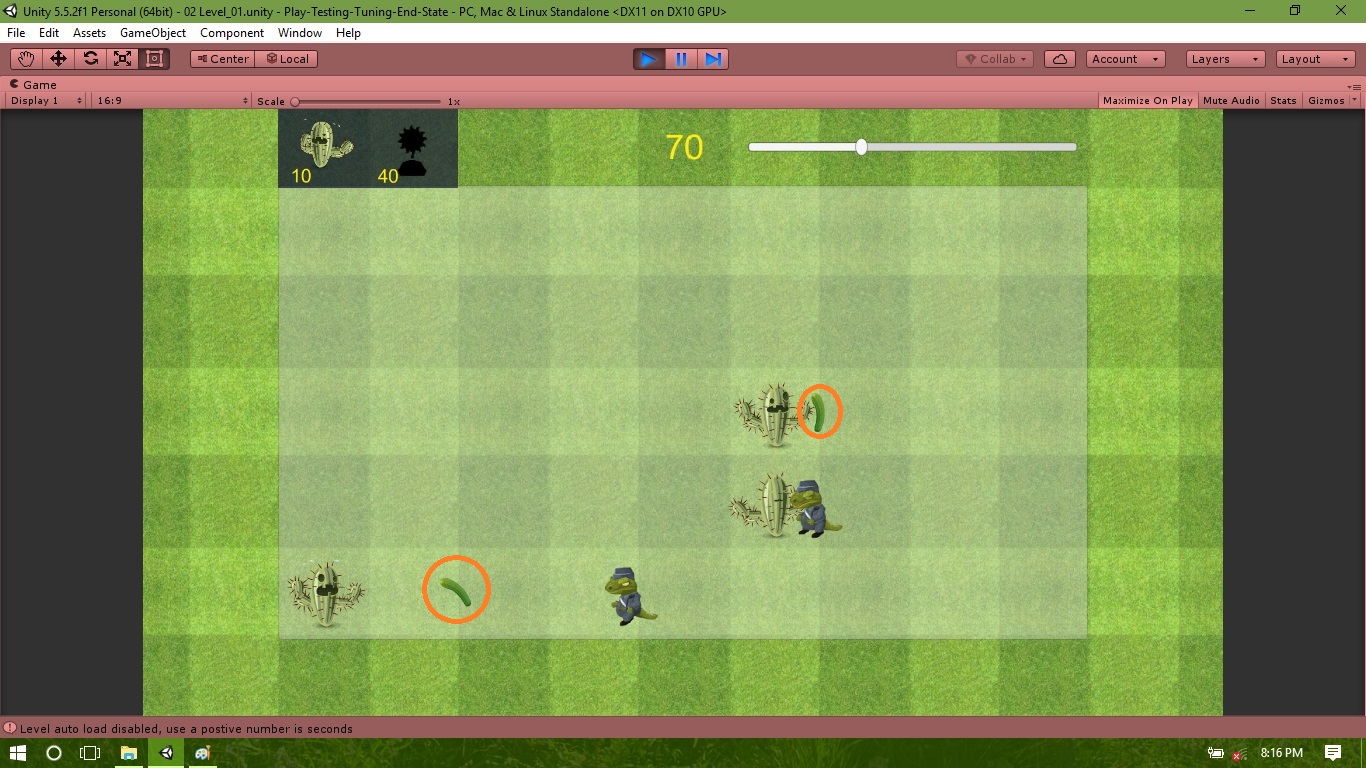 Unity 5.5.2f1 Personal (64bit) - 02 Level_01.unity - Play-Testing-Tuning-End-State - PC, Mac & Linux Standalone <DX11 on DX10 GPU>
File Edit Assets GameObject Component Window Help
Center Local Collab Account Layers Layout
Game
Display 1 16:9 Scale 1x Maximize On Play Mute Audio Stats Gizmos
70
10 40
Level auto load disabled, use a postive number is seconds
8:16 PM